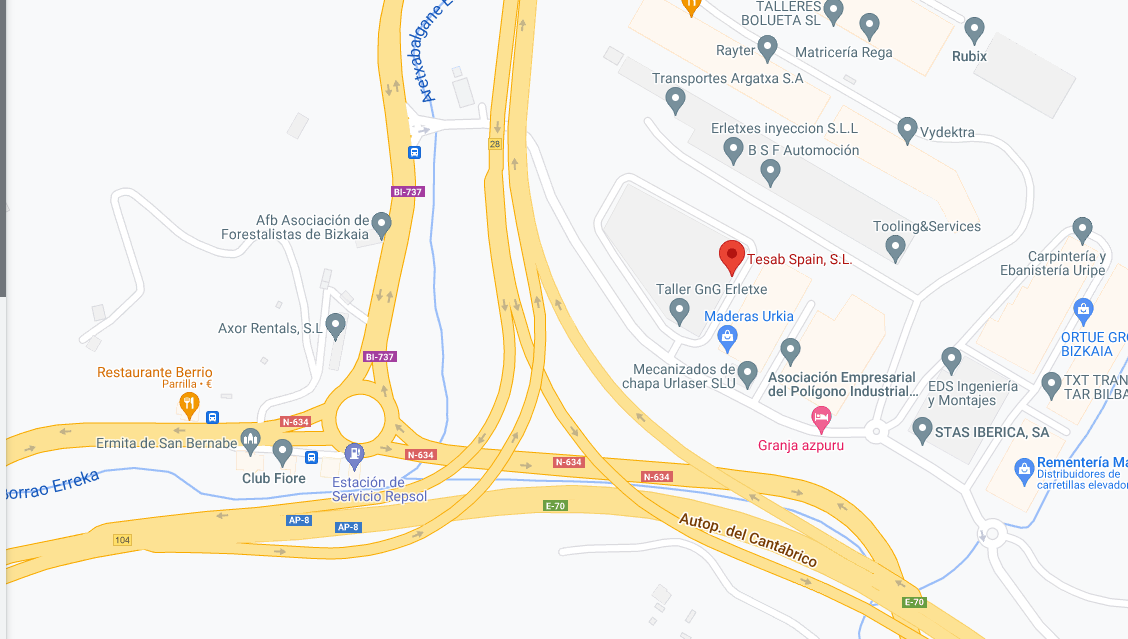 TALLERES
BOLUETA SL
Aretxabalgane E
Rayter
Matricería Rega
Rubix
Transportes Argatxa S.A
Erletxes inyeccion S.L.L
Vydektra
28
B S F Automoción
BI-737
Afb Asociación de
Forestalistas de Bizkaia
Tooling&Services
Carpintería y
Ebanistería Uripe
Tesab Spain, S.L.
Taller GnG Erletxe
Maderas Urkia
Axor Rentals, S.L
ORTUE GRO
BIZKAIA
BI-737
Restaurante Berrio
Parrilla • €
Mecanizados de
chapa Urlaser SLU
Asociación Empresarial
del Polígono Industrial...
EDS Ingeniería
y Montajes
TXT TRAN
TAR BILBA
N-634
Ermita de San Bernabe
Granja azpuru
STAS IBERICA, SA
N-634
N-634
N-634
Club Fiore
Estación de
Servicio Repsol
Rementería Ma
Distribuidores de
carretillas elevador
Borrao Erreka
E-70
AP-8
AP-8
Autop. del Cantábrico
104
E-70